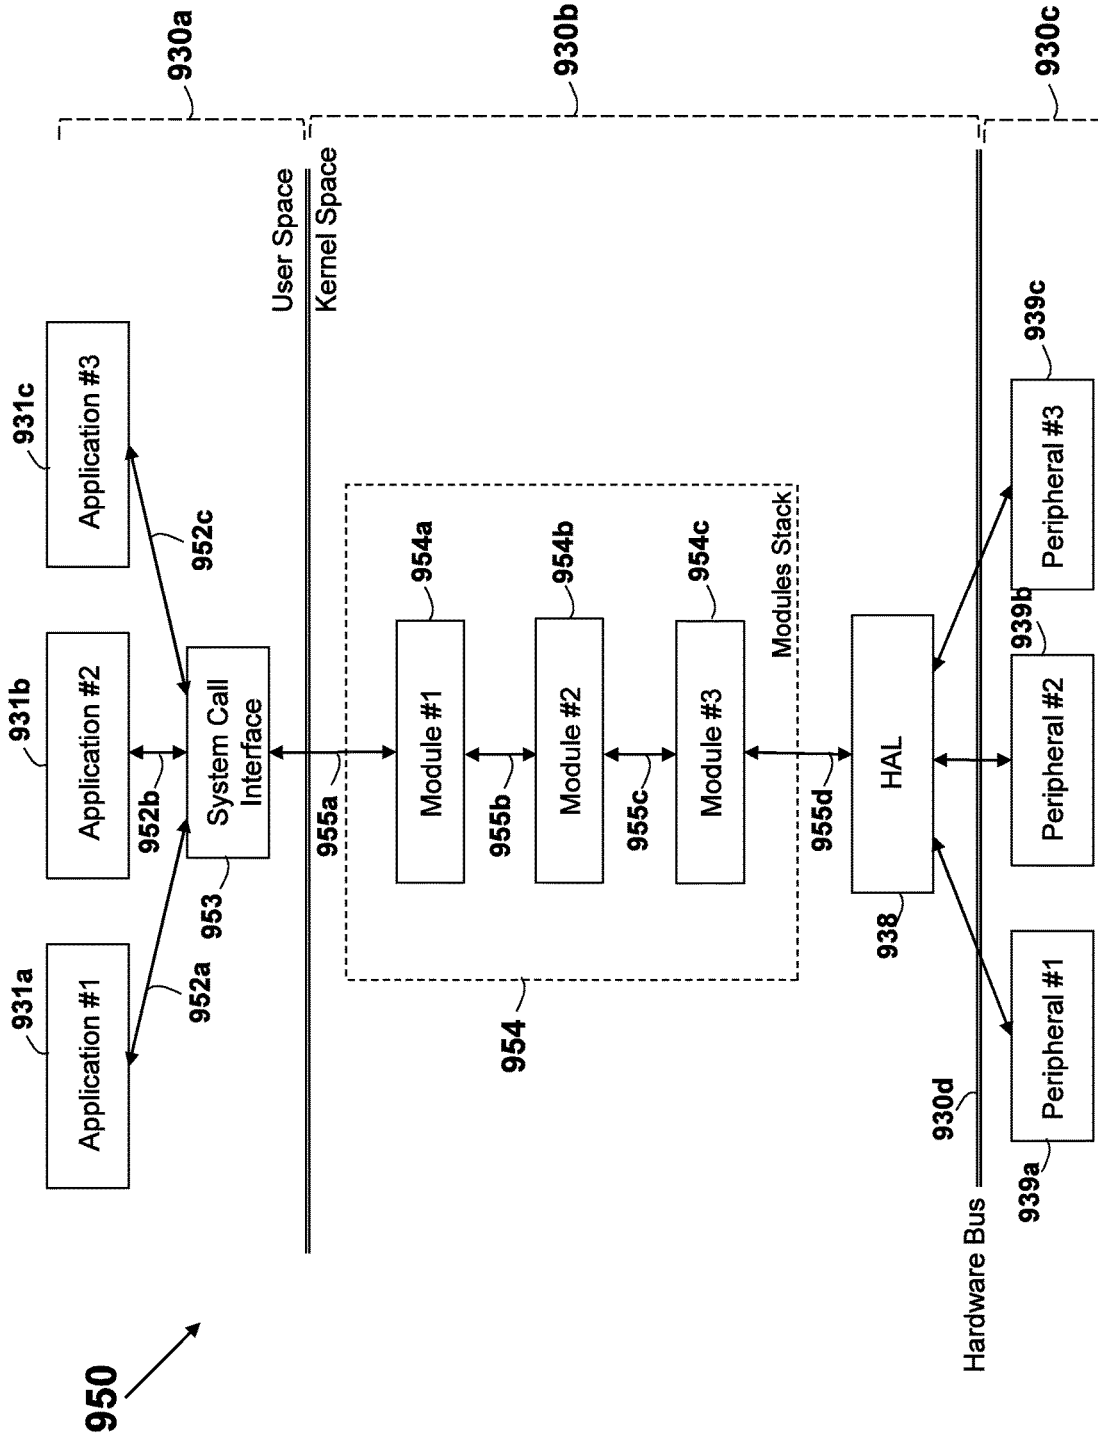 931a
931b
931c
950
Application #1
Application #2
Application #3
952b
930a
952a
952c
953
System Call
Interface
User Space
Kernel Space
955a
954a
Module #1
955b
954
954b
930b
Module #2
955c
954c
Module #3
Modules Stack
955d
HAL
938
930d
Hardware Bus
939a
939b
939c
930c
Peripheral #1
Peripheral #2
Peripheral #3